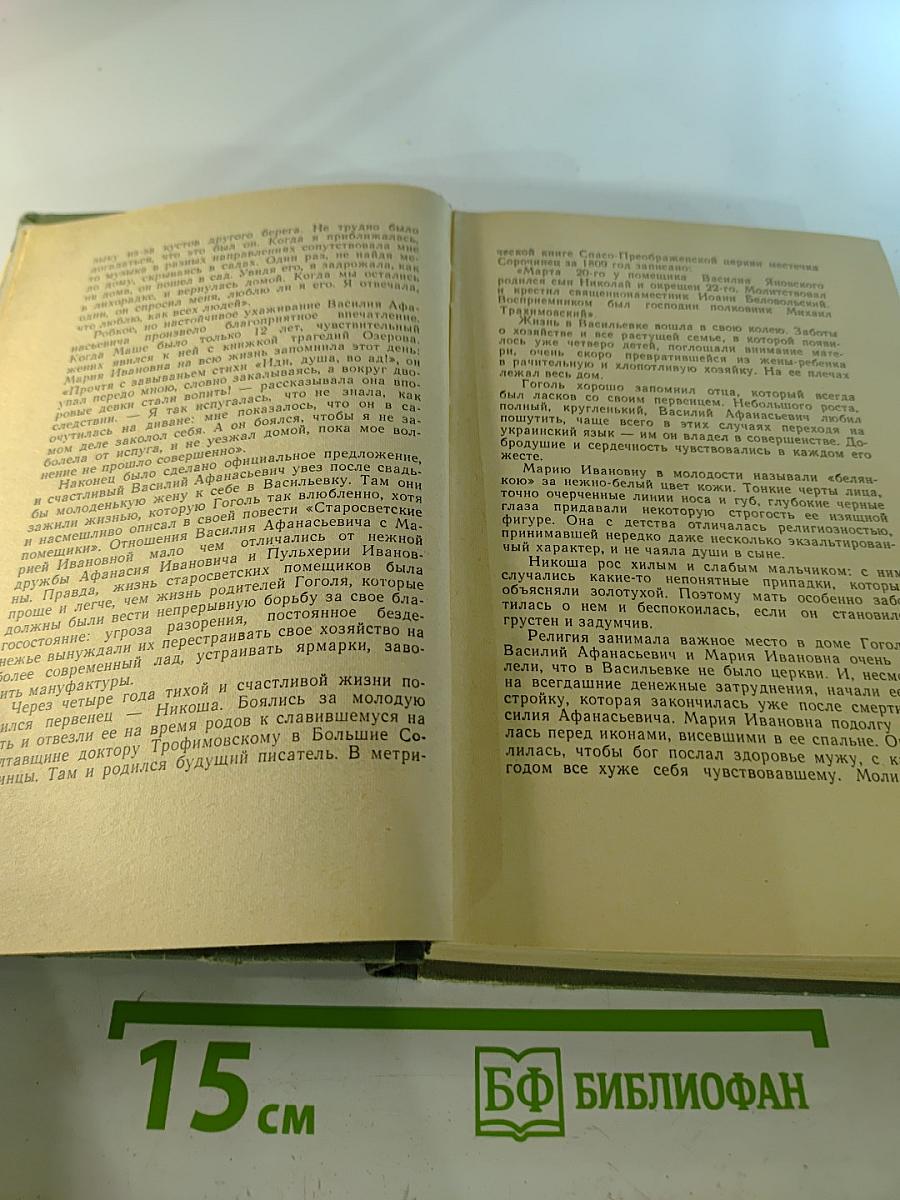 зыку из-за кустов другого берега. Не трудно было
догадаться, что это был он. Когда я приближалась,
то музыка в разных направлениях сопутствовала мне
до дому, скрываясь в садах. Один раз, не найдя ме-
ня дома, он пошел в сад. Увидя его, я задрожала, как
в лихорадке, и вернулась домой. Когда мы остались
одни, он спросил меня, люблю ли я его. Я отвечала,
что люблю, как всех людей».
Робкое, но настойчивое ухаживание Василия Афа-
насьевича произвело благоприятное впечатление.
Когда Маше было только 12 лет, чувствительный
жених явился к ней с книжкой трагедий Озерова.
Мария Ивановна на всю жизнь запомнила этот день:
«Прочтя с завываньем стихи «Иди, душа, во ад!», он
упал передо мною, словно закалываясь, а вокруг дво-
ровые девки стали вопить! — рассказывала она впо-
следствии. — Я так испугалась, что не знала, как
очутилась на диване: мне показалось, что он в са-
мом деле заколол себя. А он боялся, чтобы я не за-
болела от испуга, и не уезжал домой, пока мое вол-
нение не прошло совершенно».
Наконец было сделано официальное предложение,
и счастливый Василий Афанасьевич увез после свадь-
бы молоденькую жену к себе в Васильевку. Там они
зажили жизнью, которую Гоголь так влюбленно, хотя
и насмешливо описал в своей повести «Старосветские
помещики». Отношения Василия Афанасьевича с Ма-
рией Ивановной мало чем отличались от нежной
дружбы Афанасия Ивановича и Пульхерии Иванов-
ны. Правда, жизнь старосветских помещиков была
проще и легче, чем жизнь родителей Гоголя, которые
должны были вести непрерывную борьбу за свое бла-
госостояние: угроза разорения, постоянное безде-
нежье вынуждали их перестраивать свое хозяйство на
более современный лад, устраивать ярмарки, заво-
ить мануфактуры.
Через четыре года тихой и счастливой жизни по-
ился первенец — Никоша. Боялись за молодую
ть и отвезли ее на время родов к славившемуся на
лтавщине доктору Трофимовскому в Большие Со-
инцы. Там и родился будущий писатель. В метри-
ческой книге Спасо-Преображенской церкви местечка
Сорочинец за 1809 год записано:
«Марта 20-го у помещика Василия Яновского
родился сын Николай и окрещен 22-го. Молитствовал
и крестил священнонаместник Иоанн Беловольский.
Восприемником был господин полковник Михаил
Трахимовский».
Жизнь в Васильевке вошла в свою колею. Заботы
о хозяйстве и все растущей семье, в которой появи-
лось уже четверо детей, поглощали внимание мате-
ри, очень скоро превратившейся из жены-ребенка
в рачительную и хлопотливую хозяйку. На ее плечах
лежал весь дом.
Гоголь хорошо запомнил отца, который всегда
был ласков со своим первенцем. Небольшого роста,
полный, кругленький, Василий Афанасьевич любил
пошутить, чаще всего в этих случаях переходя на
украинский язык — им он владел в совершенстве. До-
бродушие и сердечность чувствовались в каждом его
жесте.
Марию Ивановну в молодости называли «белян-
кою» за нежно-белый цвет кожи. Тонкие черты лица,
точно очерченные линии носа и губ, глубокие черные
глаза придавали некоторую строгость ее изящной
фигуре. Она с детства отличалась религиозностью,
принимавшей нередко даже несколько экзальтирован-
ный характер, и не чаяла души в сыне.
Никоша рос хилым и слабым мальчиком: с ним
случались какие-то непонятные припадки, которы
объясняли золотухой. Поэтому мать особенно забо
тилась о нем и беспокоилась, если он становил
грустен и задумчив.
Религия занимала важное место в доме Гогол
Василий Афанасьевич и Мария Ивановна очень
лели, что в Васильевке не было церкви. И, несмо
на всегдашние денежные затруднения, начали ее
стройку, которая закончилась уже после смерти
силия Афанасьевича. Мария Ивановна подолгу
лась перед иконами, висевшими в ее спальне. О
лилась, чтобы бог послал здоровье мужу, с к
годом все хуже себя чувствовавшему. Моли
15 см
БФ БИБЛИОФАН